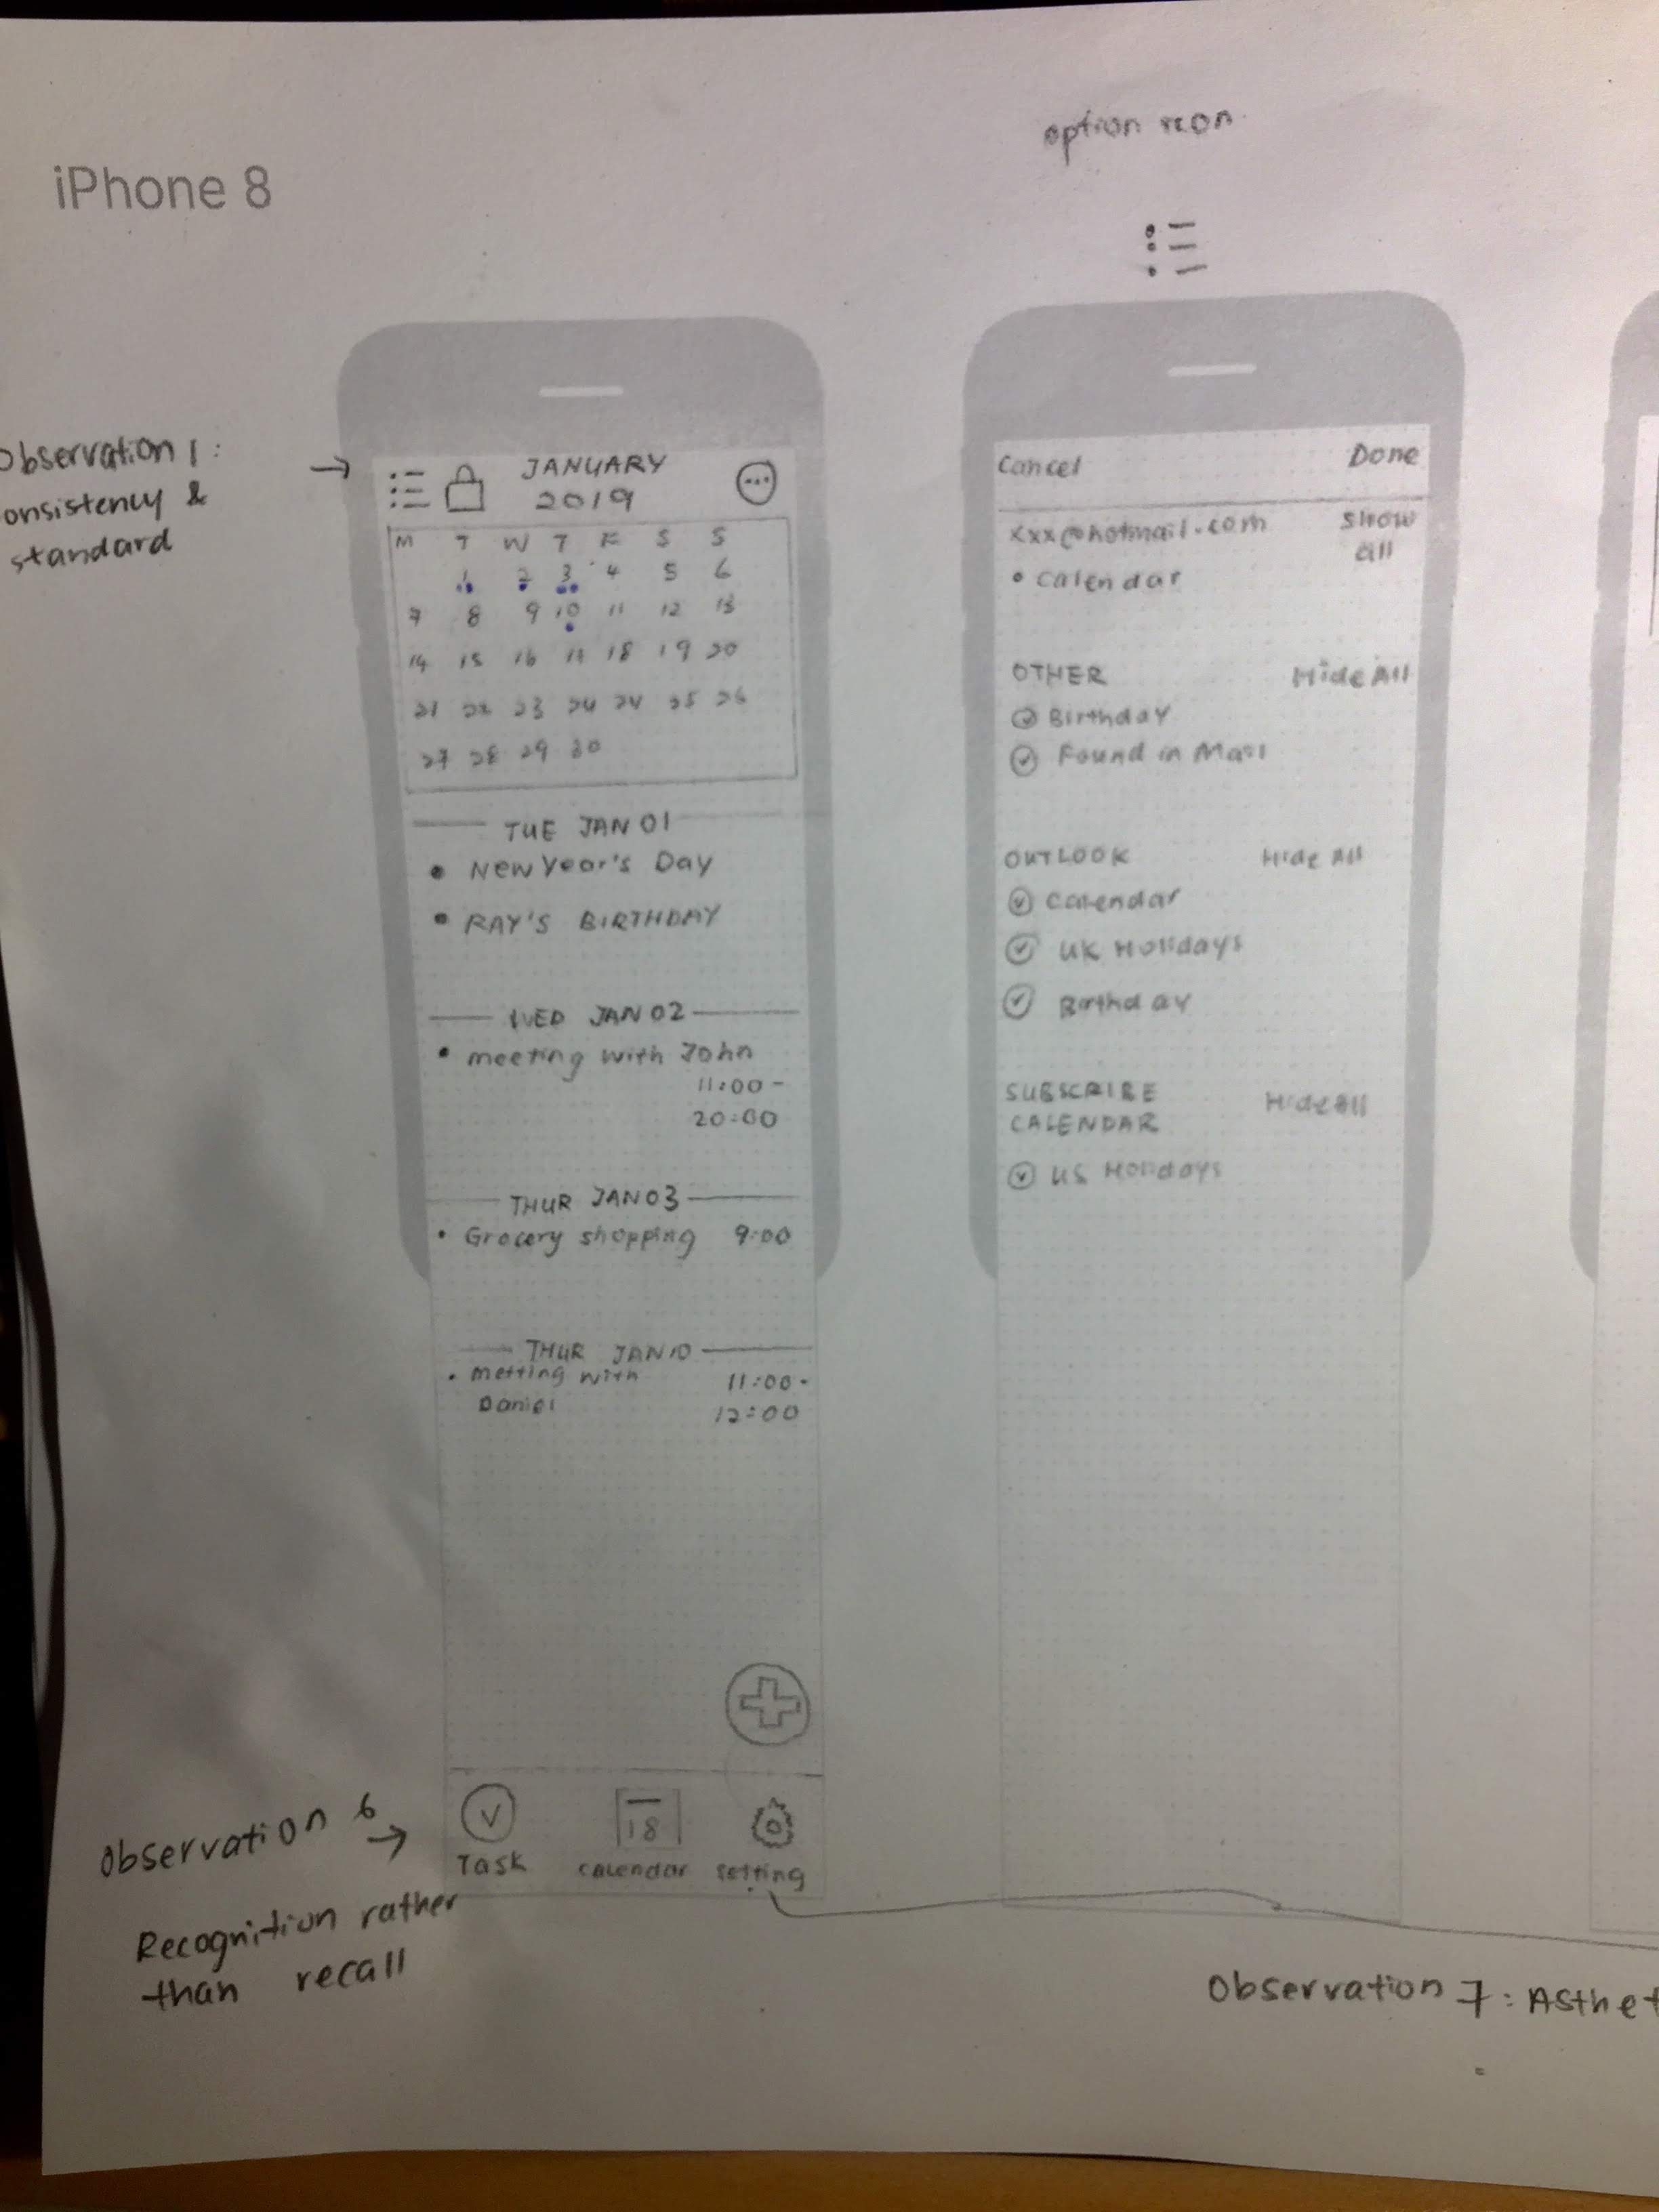 option icon
iPhone 8
Observation 1:
onsistency &
standard
→
JANUARY
2019
M T W T F S S
1 2 3 4 5 6
7 8 9 10 11 12 13
14 15 16 17 18 19 20
21 22 23 24 24 25 26
27 28 29 30
TUE JAN 01
• New Year's Day
• RAY'S BIRTHDAY
WED JAN 02
• meeting with John
11:00 -
20:00
THUR JAN 03
• Grocery shopping 9:00
THUR JAN 10
• metting with
Daniel
11:00 -
12:00
18
Task calendar setting
Cancel Done
xxx@hotmail.com show
all
• calendar
OTHER Hide All
Birthday
Found in Mail
OUTLOOK Hide All
Calendar
UK Holidays
Birthday
SUBSCRIBE
CALENDAR
Hide all
US Holidays
Observation 6
→
Recognition rather
than recall
Observation 7: Asthet